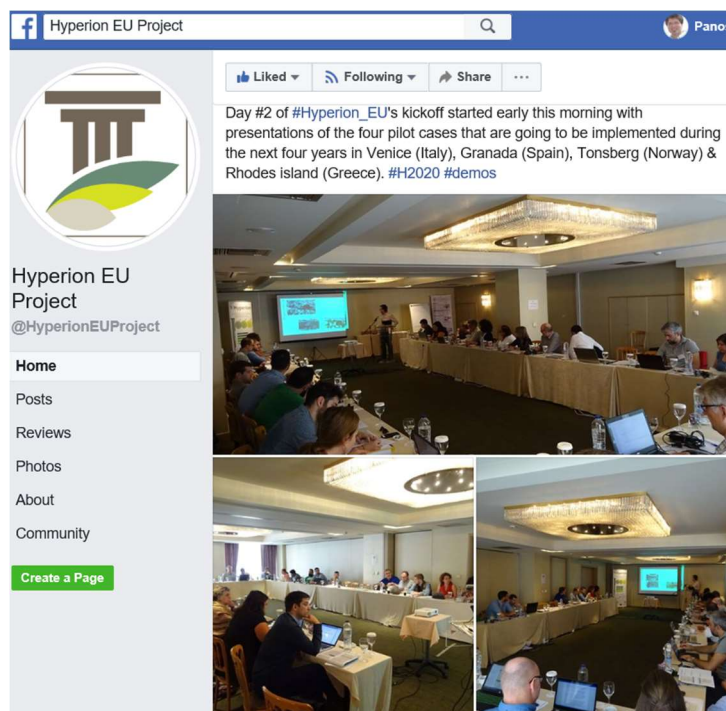 Hyperion EU Project
Pano
Liked
Following
Share
Day #2 of #Hyperion_EU's kickoff started early this morning with
presentations of the four pilot cases that are going to be implemented during
the next four years in Venice (Italy), Granada (Spain), Tonsberg (Norway) &
Rhodes island (Greece). #H2020 #demos
Hyperion EU
Project
@HyperionEUProject
Home
Posts
Reviews
Photos
About
Community
Create a Page